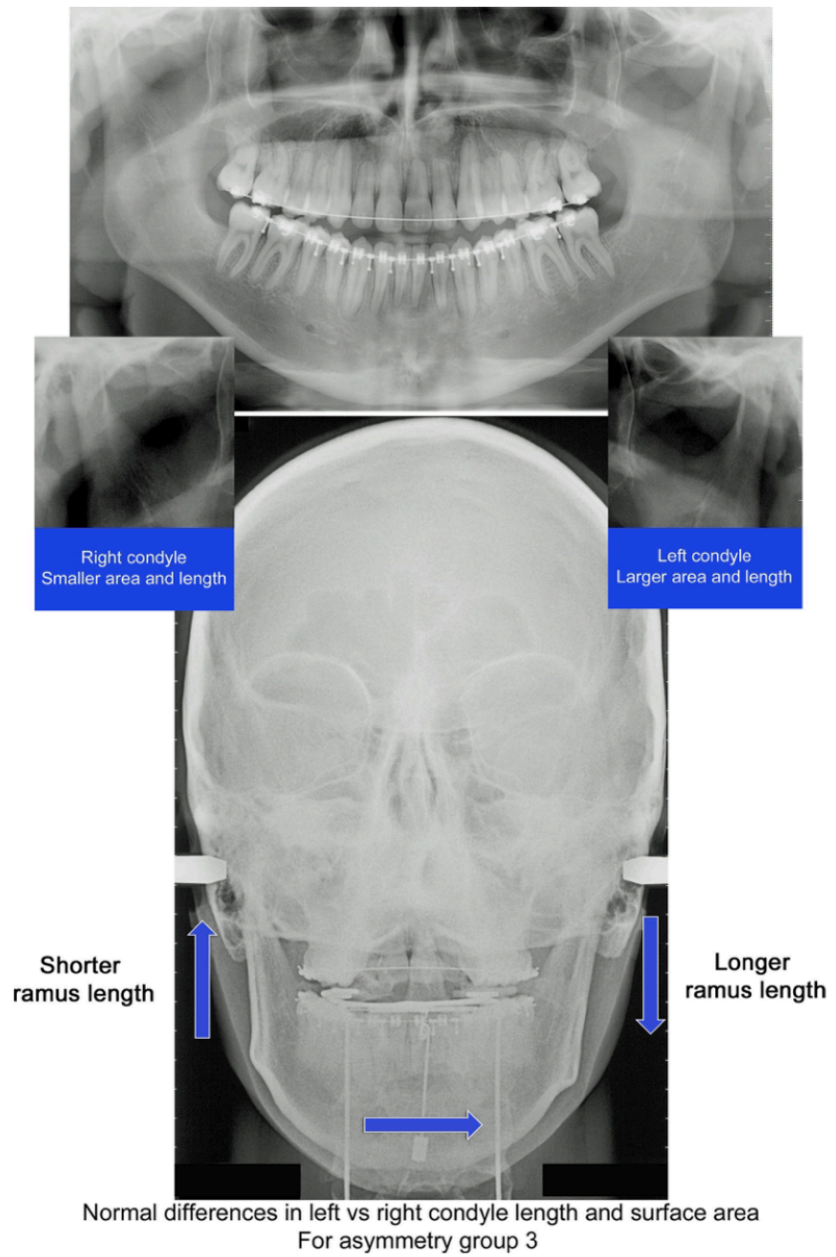 Right condyle
Smaller area and length
Left condyle
Larger area and length
Shorter
ramus length
Longer
ramus length
Normal differences in left vs right condyle length and surface area
For asymmetry group 3